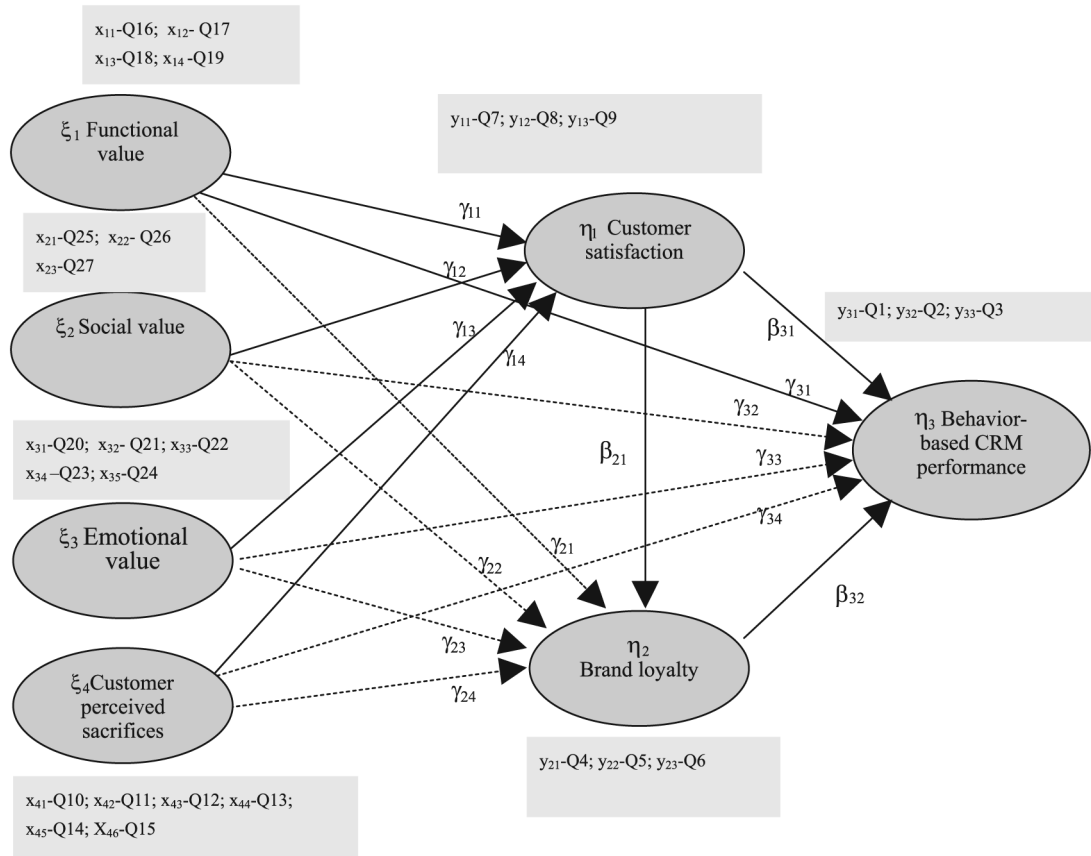 x₁₁-Q16; x₁₂- Q17
x₁₃-Q18; x₁₄ -Q19
ξ₁ Functional
value
y₁₁-Q7; y₁₂-Q8; y₁₃-Q9
γ₁₁
x₂₁-Q25; x₂₂- Q26
x₂₃-Q27
η₁ Customer
satisfaction
γ₁₂
ξ₂ Social value
γ₁₃
γ₁₄
β₃₁
y₃₁-Q1; y₃₂-Q2; y₃₃-Q3
γ₃₁
γ₃₂
η₃ Behavior-
based CRM
performance
x₃₁-Q20; x₃₂- Q21; x₃₃-Q22
x₃₄ –Q23; x₃₅-Q24
β₂₁
γ₃₃
γ₃₄
ξ₃ Emotional
value
γ₂₁
γ₂₂
β₃₂
γ₂₃
γ₂₄
η₂
Brand loyalty
ξ₄Customer
perceived
sacrifices
y₂₁-Q4; y₂₂-Q5; y₂₃-Q6
x₄₁-Q10; x₄₂-Q11; x₄₃-Q12; x₄₄-Q13;
x₄₅-Q14; X₄₆-Q15